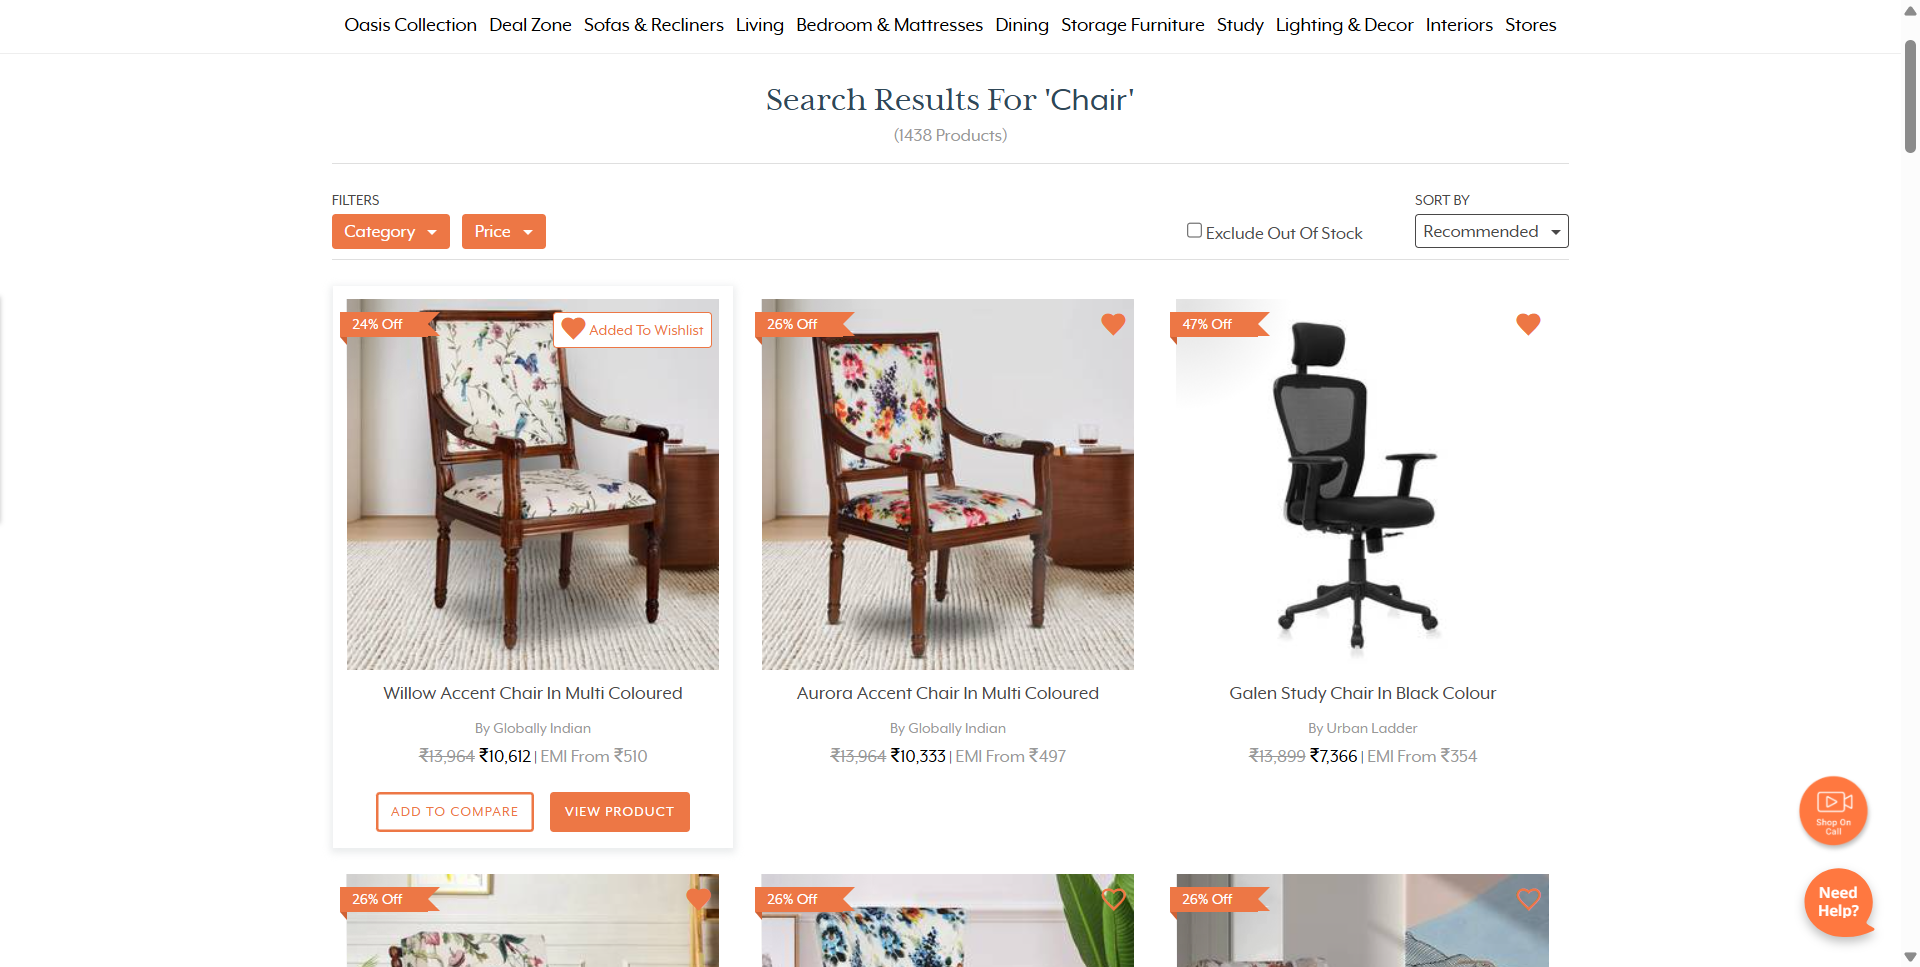 Oasis Collection Deal Zone Sofas & Recliners Living Bedroom & Mattresses Dining Storage Furniture Study Lighting & Decor Interiors Stores
Search Results For 'Chair'
(1438 Products)
FILTERS
SORT BY
Category Price
Exclude Out Of Stock
Recommended
24% Off
Added To Wishlist
26% Off
47% Off
Willow Accent Chair In Multi Coloured
By Globally Indian
₹13,964 ₹10,612 | EMI From ₹510
ADD TO COMPARE VIEW PRODUCT
Aurora Accent Chair In Multi Coloured
By Globally Indian
₹13,964 ₹10,333 | EMI From ₹497
Galen Study Chair In Black Colour
By Urban Ladder
₹13,899 ₹7,366 | EMI From ₹354
Shop On
Call
26% Off
26% Off
26% Off
Need
Help?